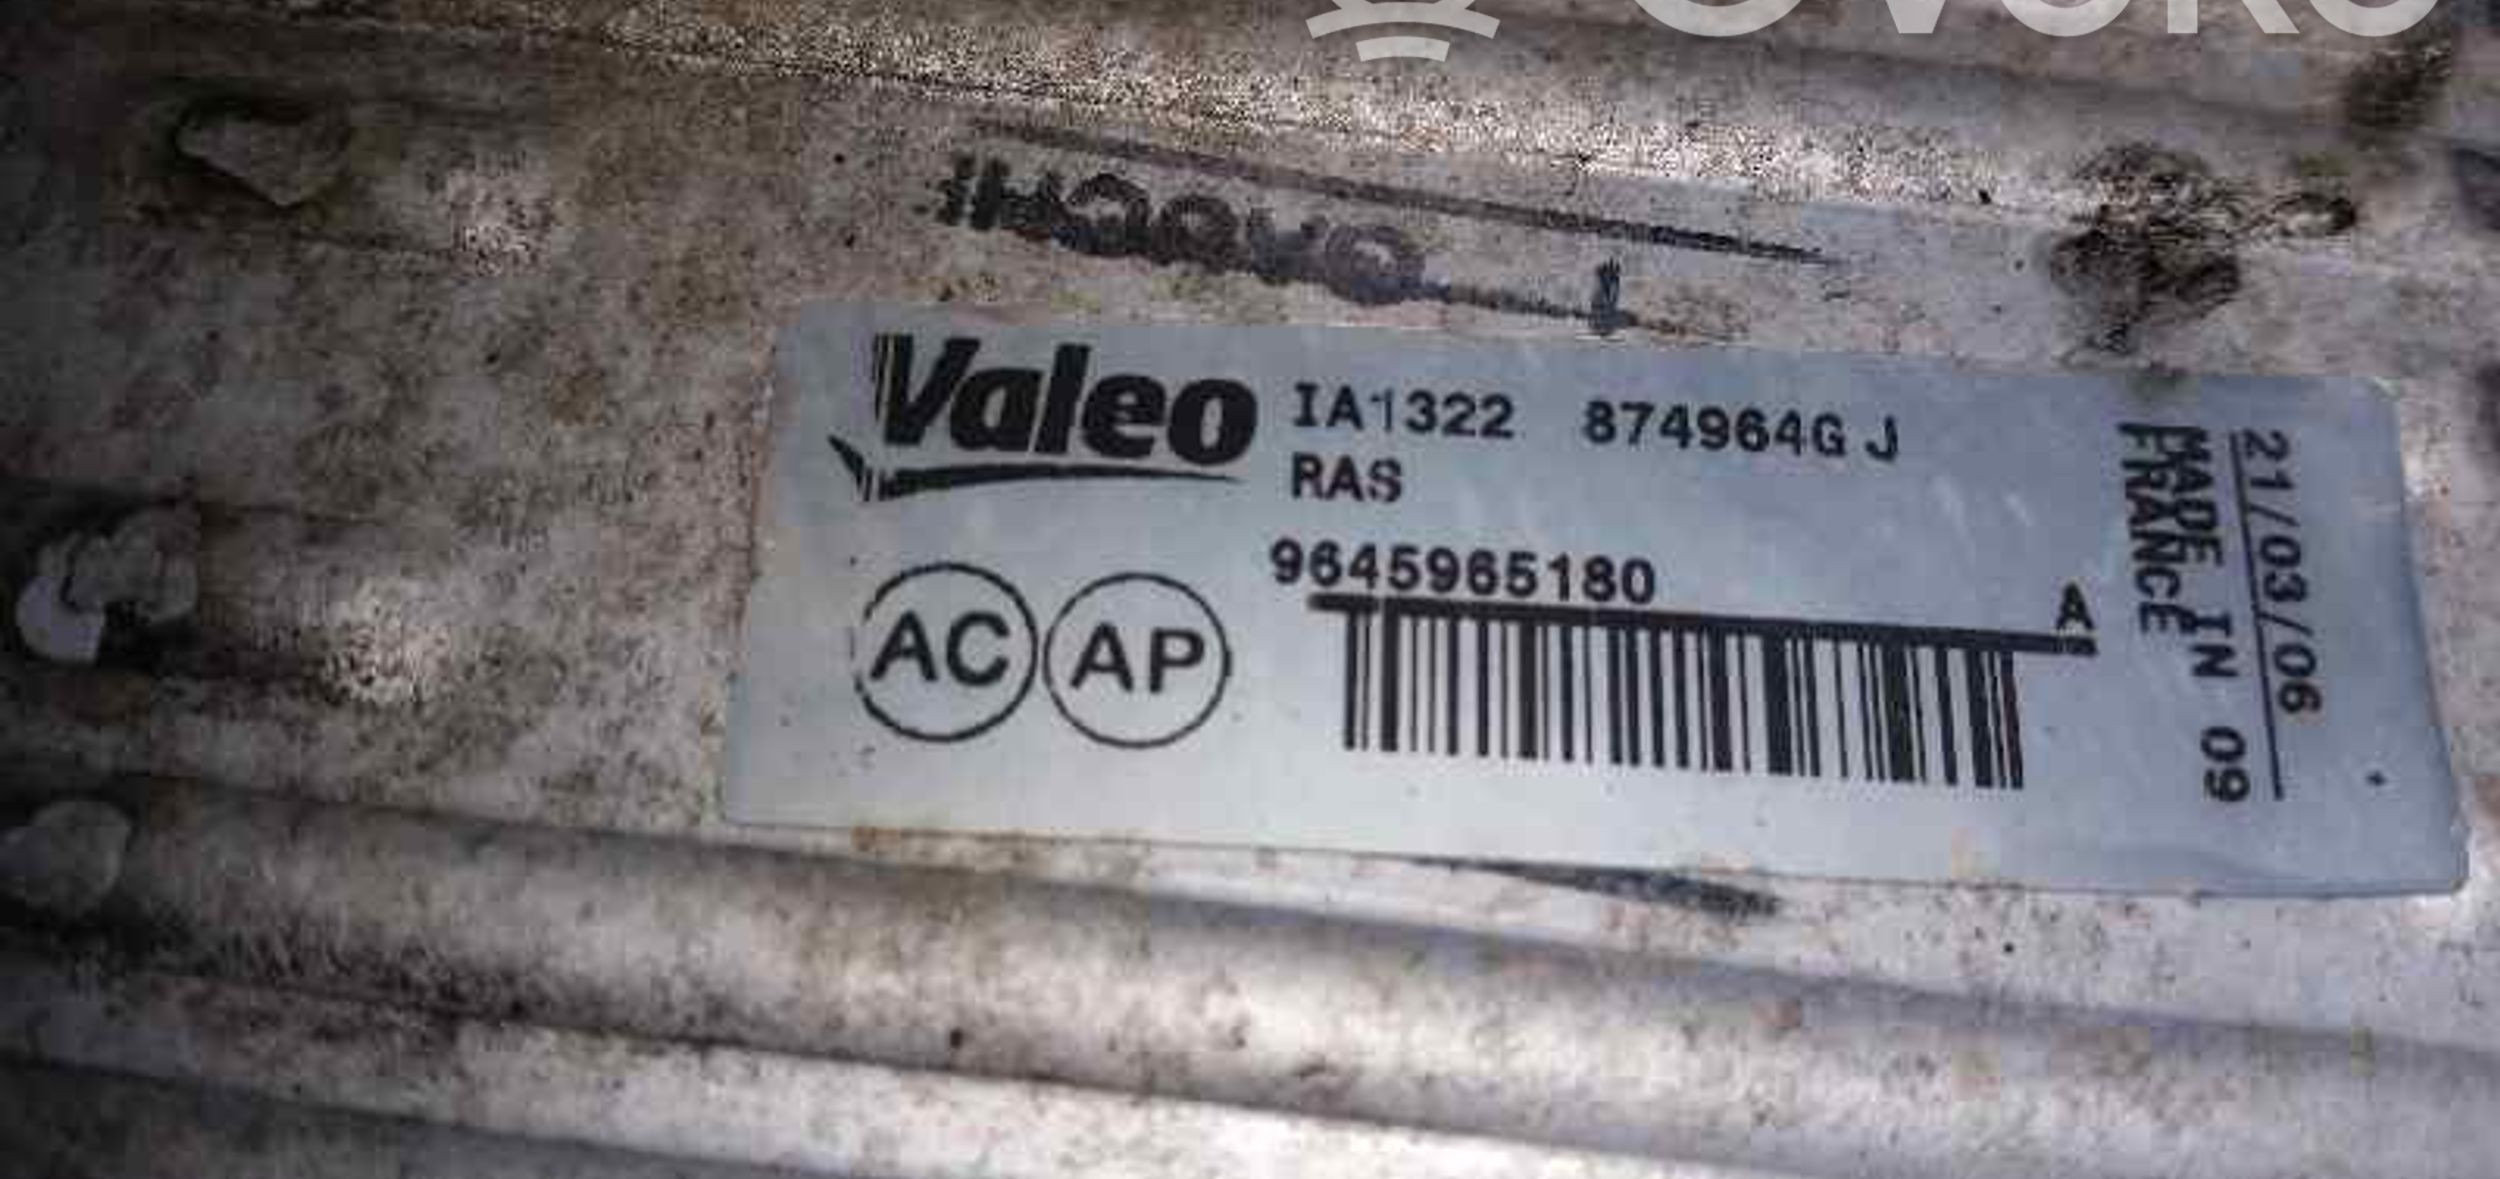 Valeo IA1322 874964G J
RAS
9645965180 A
AC AP
21/03/06
MADE IN 09
FRANCE